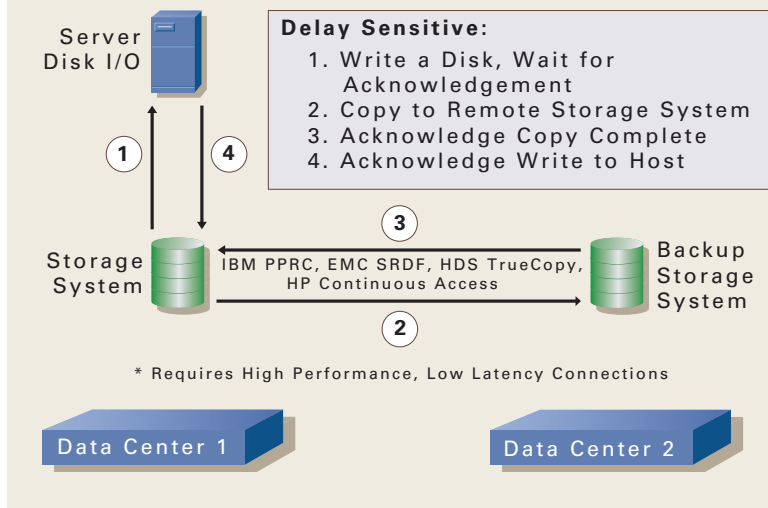 Server
Disk I/O
Delay Sensitive:
1. Write a Disk, Wait for
Acknowledgement
2. Copy to Remote Storage System
3. Acknowledge Copy Complete
4. Acknowledge Write to Host
1
4
3
Storage
System
IBM PPRC, EMC SRDF, HDS TrueCopy,
HP Continuous Access
Backup
Storage
System
2
* Requires High Performance, Low Latency Connections
Data Center 1
Data Center 2